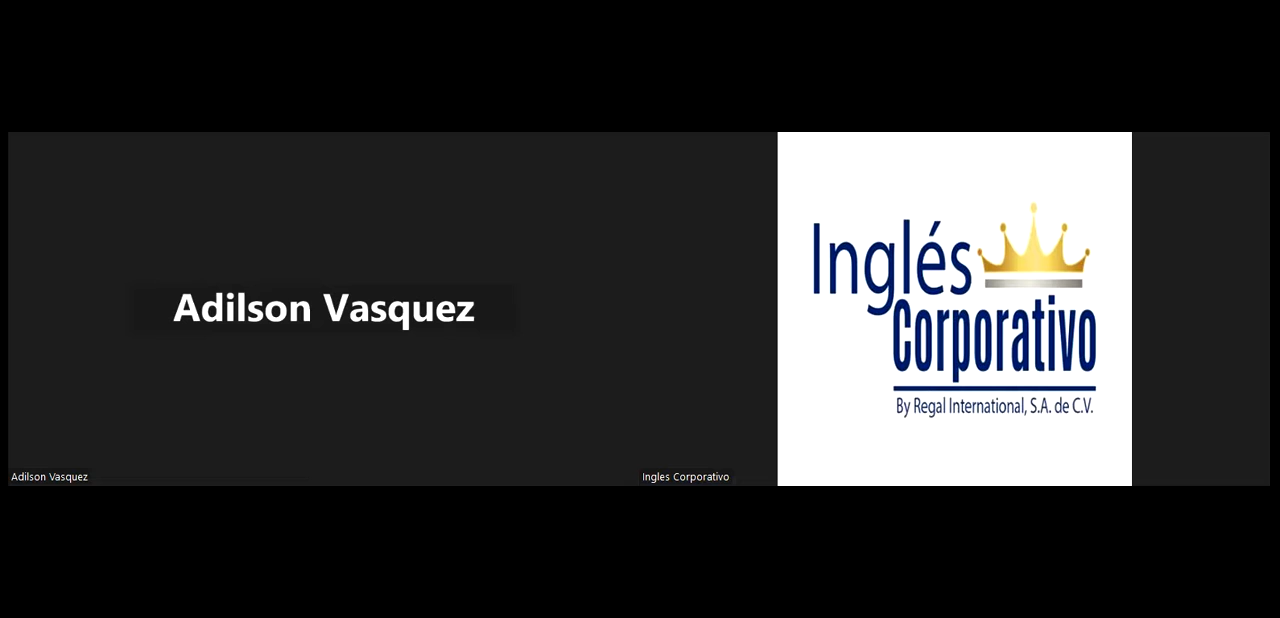 Adilson Vasquez
Inglés
Corporativo
By Regal International, S.A. de C.V.
Adilson Vasquez
Ingles Corporativo